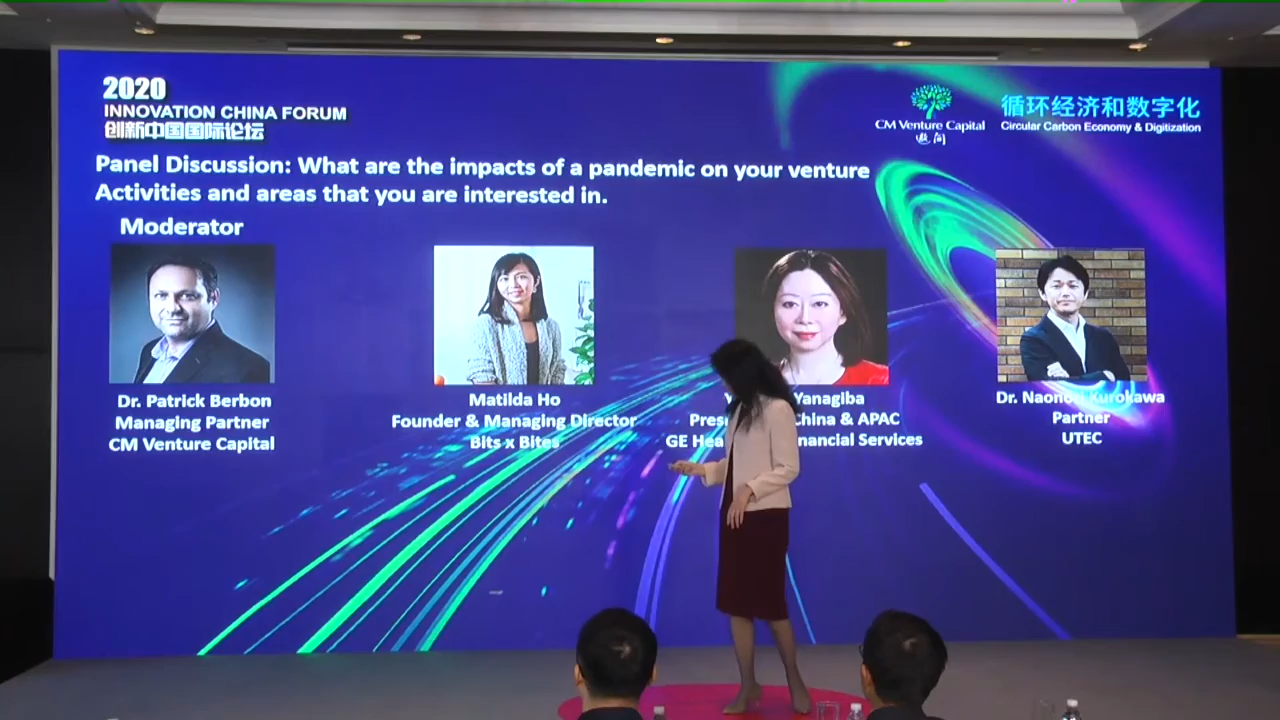 2020
INNOVATION CHINA FORUM
创新中国国际论坛
CM Venture Capital
循环经济和数字化
Circular Carbon Economy & Digitization
Panel Discussion: What are the impacts of a pandemic on your venture
Activities and areas that you are interested in.
Moderator
Dr. Patrick Berbon
Managing Partner
CM Venture Capital
Matilda Ho
Founder & Managing Director
Bits x Bites
Yanagiba
China & APAC
GE Financial Services
Dr. Kurokawa
Partner
UTEC